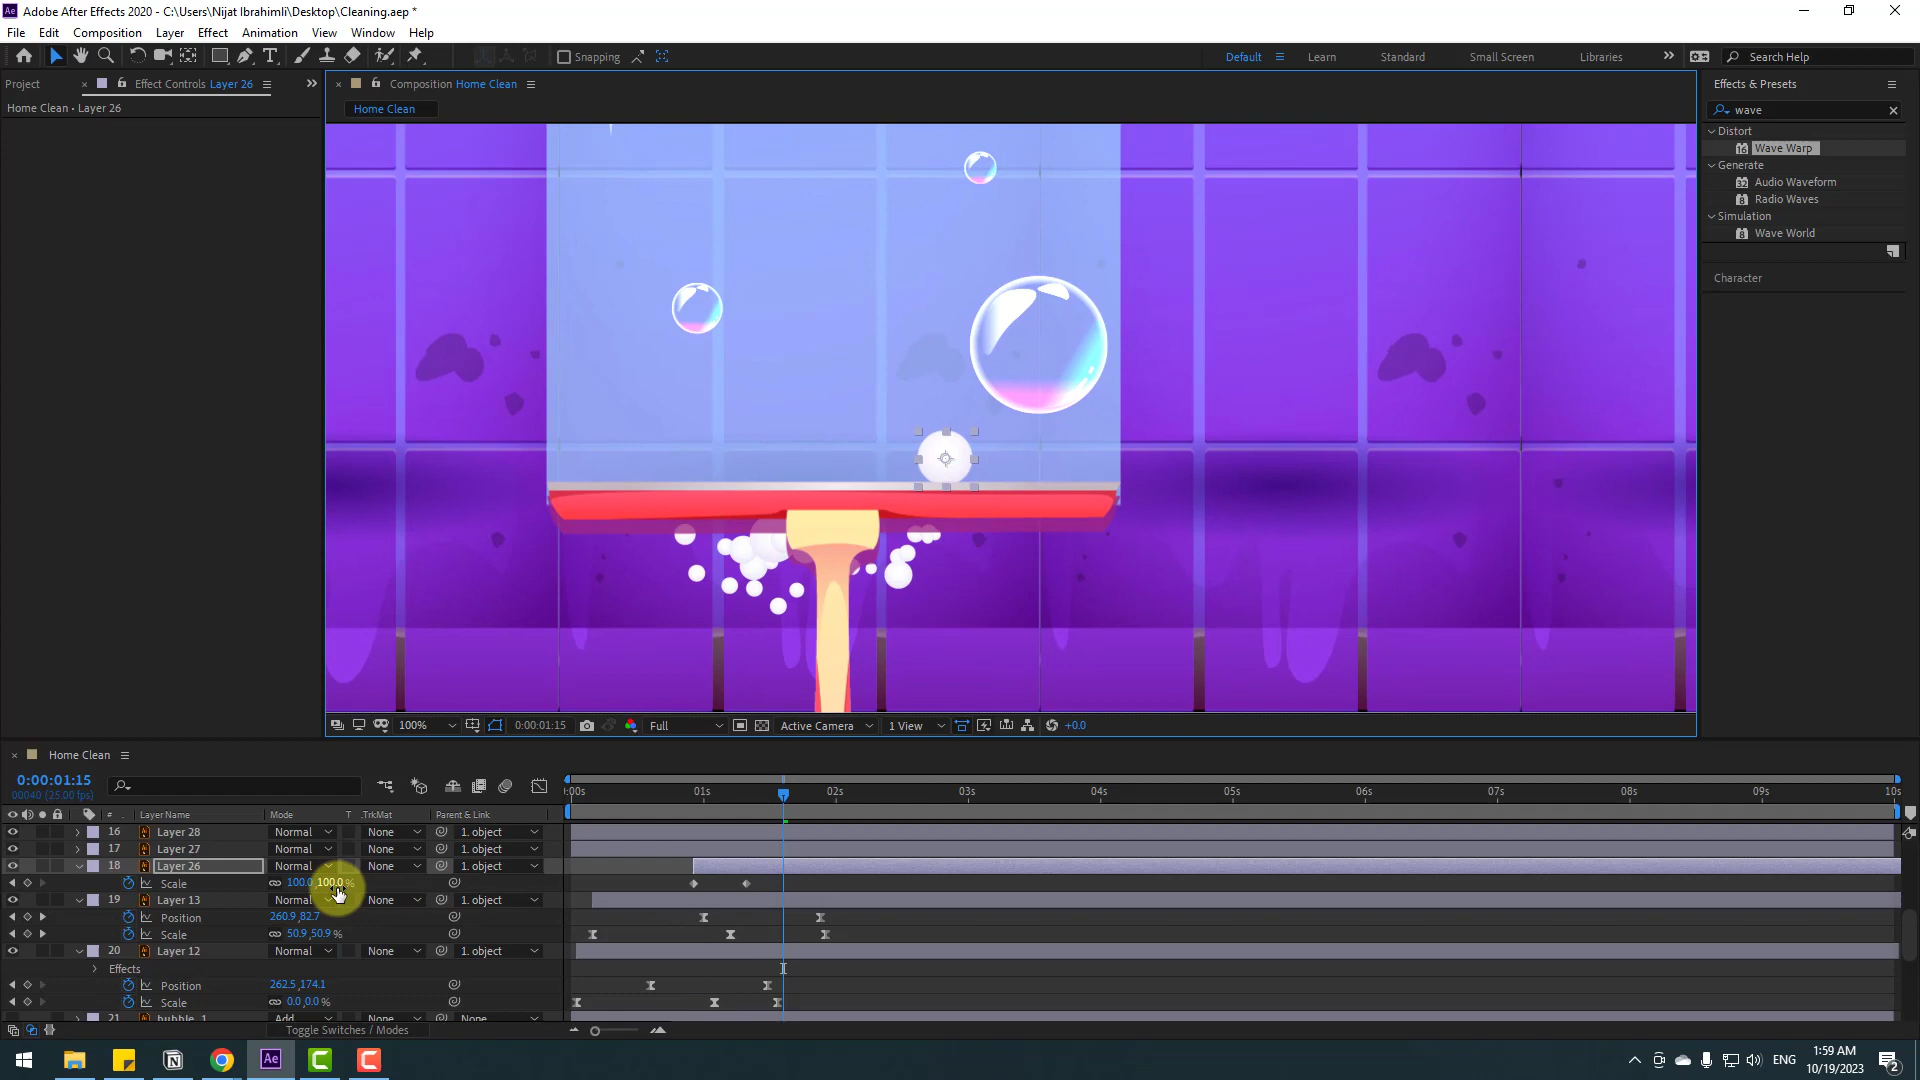 Adobe After Effects 2020 - C:\Users\Nijat Ibrahimli\Desktop\Cleaning.aep *
File Edit Composition Layer Effect Animation View Window Help
Snapping Default Learn Standard Small Screen Libraries Search Help
Project Effect Controls Layer 26 Composition Home Clean Effects & Presets
Home Clean • Layer 26
Home Clean
wave
Distort
Wave Warp
Generate
Audio Waveform
Radio Waves
Simulation
Wave World
Character
100% 0:00:01:15 Full Active Camera 1 View +0.0
Home Clean
0:00:01:15
00040 (25.00 fps)
:00s 01s 02s 03s 04s 05s 06s 07s 08s 09s 10s
# Layer Name Mode T .TrkMat Parent & Link
16 Layer 28 Normal None 1. object
17 Layer 27 Normal None 1. object
18 Layer 26 Normal None 1. object
Scale 100.0,100.0 %
19 Layer 13 Normal None 1. object
Position 260.9,82.7
Scale 50.9,50.9 %
20 Layer 12 Normal None 1. object
Effects
Position 262.5,174.1
Scale 0.0,0.0 %
21 bubble_1 Add None None
Toggle Switches / Modes
ENG
1:59 AM
10/19/2023
2